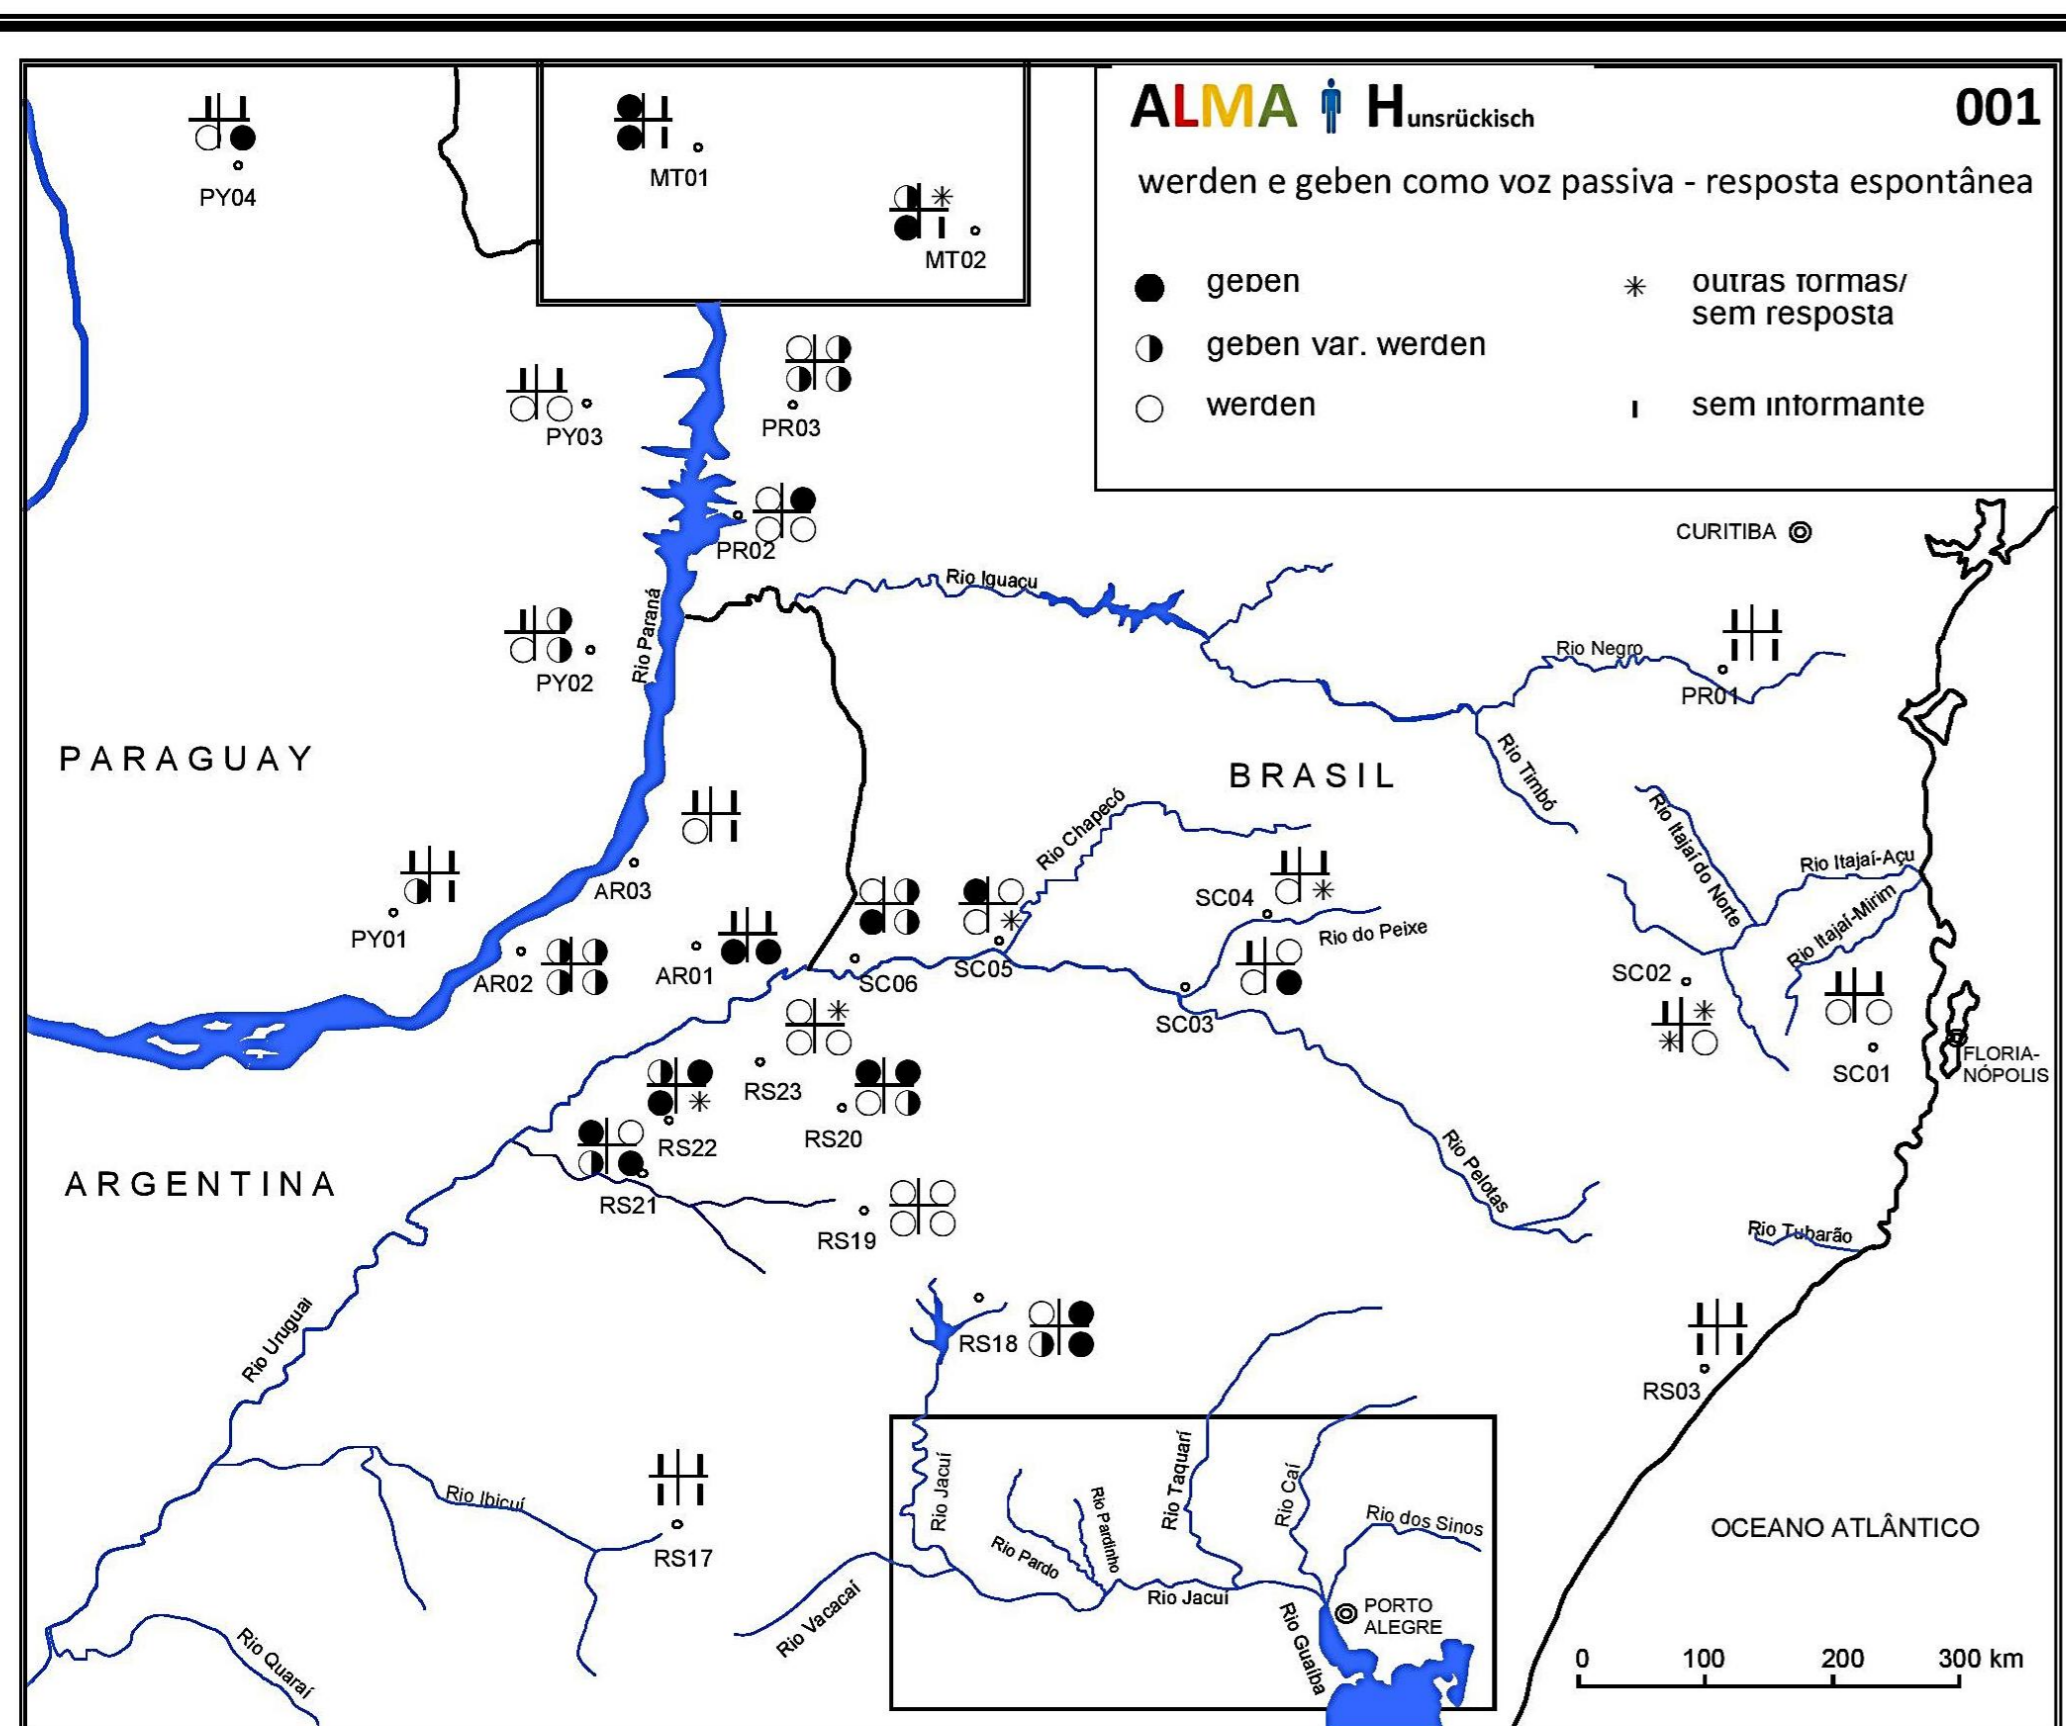 ALMA Hunsrückisch 001
werden e geben como voz passiva - resposta espontânea
geben
outras formas/
sem resposta
geben var. werden
werden
sem informante
PY04
MT01
MT02
PY03
PR03
PR02
CURITIBA
Rio Iguaçu
Rio Paraná
PY02
Rio Negro
PR01
PARAGUAY
BRASIL
Rio Timbó
Rio Chapecó
Rio Itajaí do Norte
Rio Itajaí-Açu
Rio Itajaí-Mirim
AR03
SC04
Rio do Peixe
PY01
AR02
AR01
SC06
SC05
SC03
SC02
SC01
FLORIA-
NÓPOLIS
RS23
RS20
RS22
RS21
ARGENTINA
RS19
Rio Pelotas
Rio Tubarão
Rio Uruguai
RS18
RS03
Rio Ibicuí
RS17
Rio Jacuí
Rio Pardo
Rio Pardinho
Rio Taquarí
Rio Caí
Rio dos Sinos
OCEANO ATLÂNTICO
Rio Vacacaí
Rio Jacuí
PORTO
ALEGRE
Rio Guaíba
Rio Quaraí
0 100 200 300 km